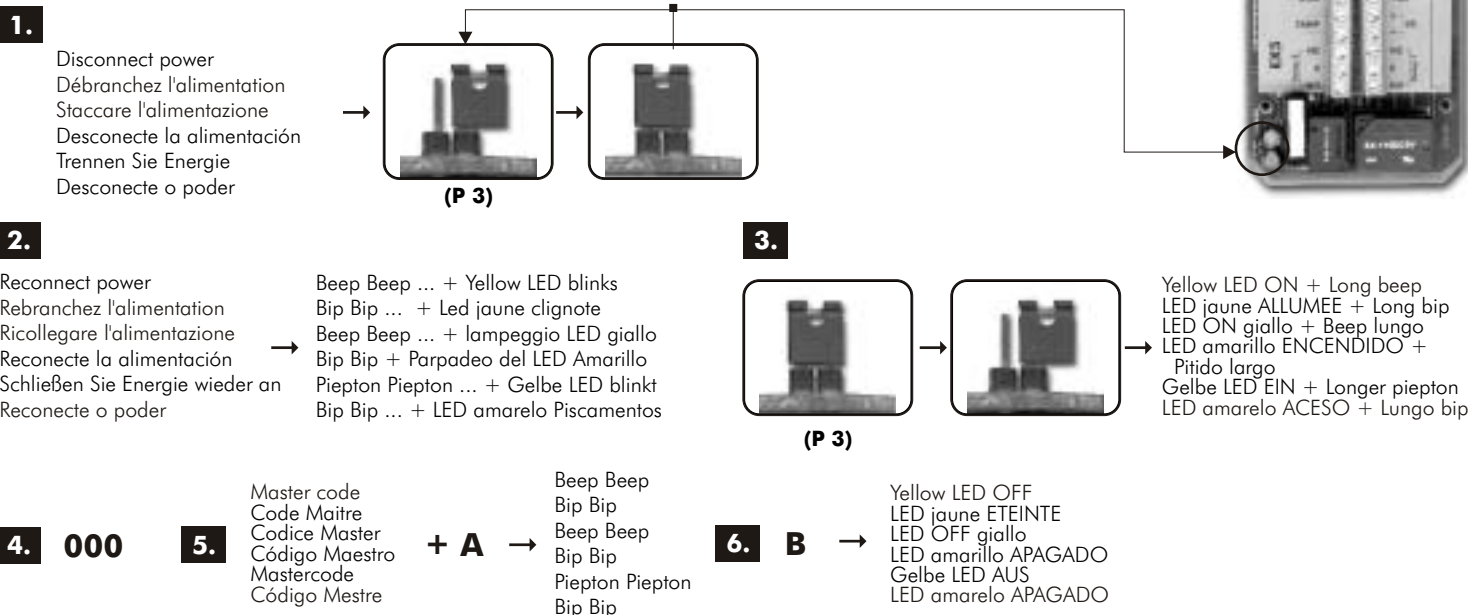 1.
Disconnect power
Débranchez l'alimentation
Staccare l'alimentazione
Desconecte la alimentación
Trennen Sie Energie
Desconecte o poder
(P 3)
EKS
2.
Reconnect power
Rebranchez l'alimentation
Ricollegare l'alimentazione
Reconecte la alimentación
Schließen Sie Energie wieder an
Reconecte o poder
Beep Beep ... + Yellow LED blinks
Bip Bip ... + Led jaune clignote
Beep Beep ... + lampeggio LED giallo
Bip Bip + Parpadeo del LED Amarillo
Piepton Piepton ... + Gelbe LED blinkt
Bip Bip ... + LED amarelo Piscamentos
3.
(P 3)
Yellow LED ON + Long beep
LED jaune ALLUMEE + Long bip
LED ON giallo + Beep lungo
LED amarillo ENCENDIDO +
Pitido largo
Gelbe LED EIN + Longer piepton
LED amarelo ACESO + Lungo bip
4.
000
5.
Master code
Code Maitre
Codice Master
Código Maestro
Mastercode
Código Mestre
+ A
Beep Beep
Bip Bip
Beep Beep
Bip Bip
Piepton Piepton
Bip Bip
6.
B
Yellow LED OFF
LED jaune ETEINTE
LED OFF giallo
LED amarillo APAGADO
Gelbe LED AUS
LED amarelo APAGADO